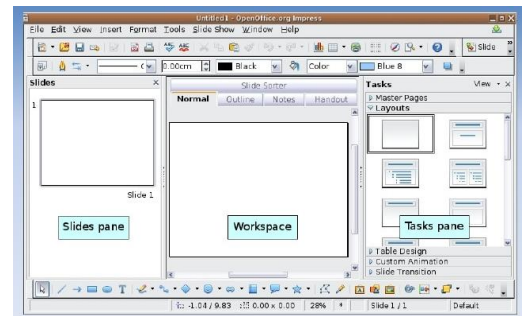 Untitled1 - OpenOffice.org Impress
File Edit View Insert Format Tools Slide Show Window Help
Slide
0.00cm Black Color Blue 8
Slides
Slide Sorter
Normal Outline Notes Handout
Tasks View
Master Pages
Layouts
1
Slide 1
Slides pane
Workspace
Tasks pane
Table Design
Custom Animation
Slide Transition
-1.04 / 9.83 0.00 x 0.00 28% * Slide 1 / 1 Default